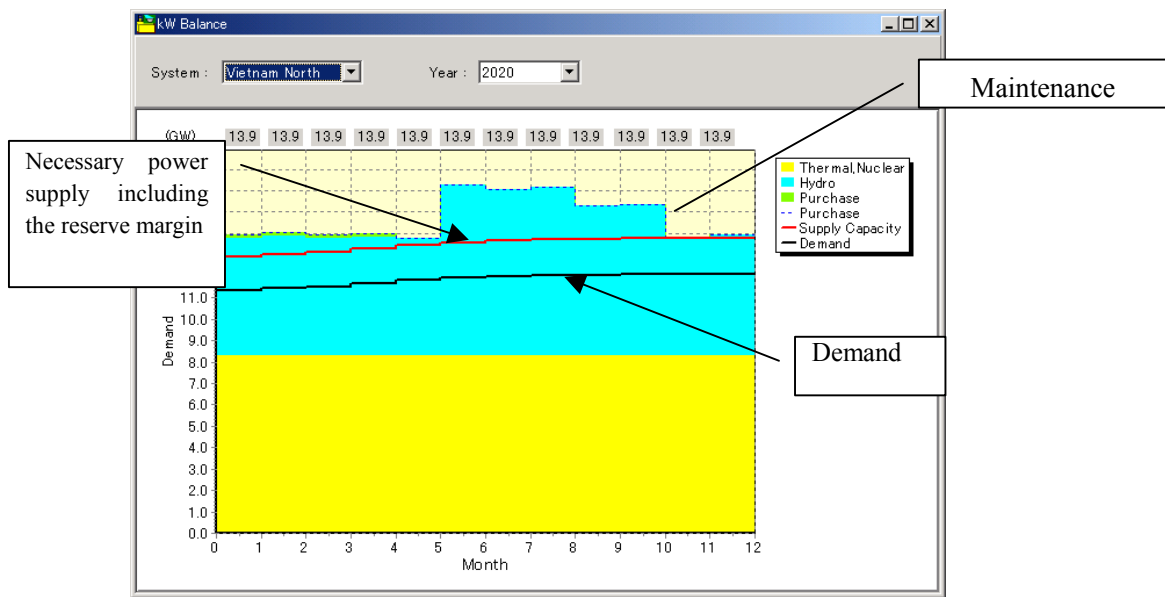 kW Balance
System : Vietnam North Year : 2020
Maintenance
(GW) 13.9 13.9 13.9 13.9 13.9 13.9 13.9 13.9 13.9 13.9 13.9 13.9
Necessary power
supply including
the reserve margin
Thermal,Nuclear
Hydro
Purchase
Purchase
Supply Capacity
Demand
11.0
10.0
9.0
8.0
7.0
6.0
5.0
4.0
3.0
2.0
1.0
0.0
Demand
Demand
0 1 2 3 4 5 6 7 8 9 10 11 12
Month